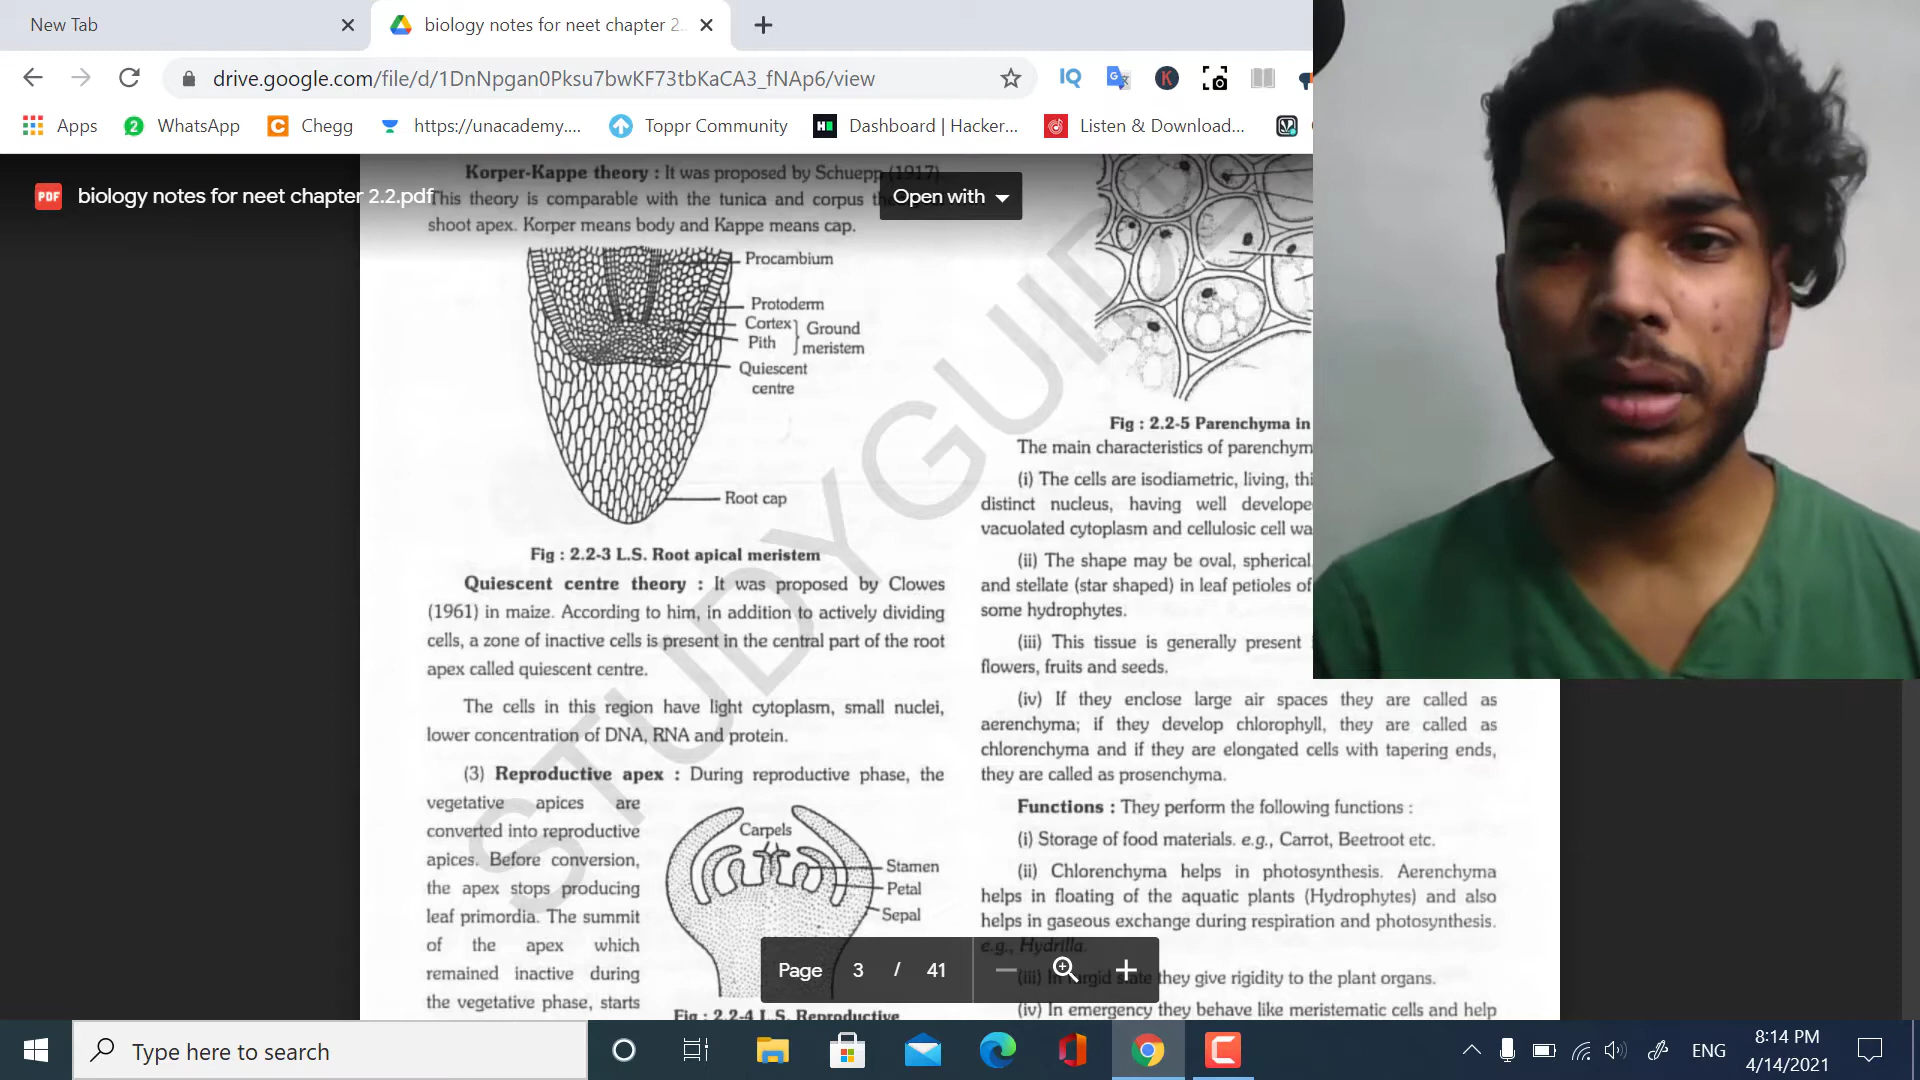 New Tab
biology notes for neet chapter 2.
drive.google.com/file/d/1DnNpgan0Pksu7bwKF73tbKaCA3_fNAp6/view
Apps
2
WhatsApp
Chegg
https://unacademy....
Toppr Community
Dashboard | Hacker...
Listen & Download...
PDF
biology notes for neet chapter 2.2.pdf
Open with
Korper-Kappe theory : It was proposed by Schuepp (1917)
This theory is comparable with the tunica and corpus
shoot apex. Korper means body and Kappe means cap.
Procambium
Protoderm
Cortex
Pith
Ground
meristem
Quiescent
centre
Root cap
Fig : 2.2-3 L.S. Root apical meristem
Quiescent centre theory : It was proposed by Clowes
(1961) in maize. According to him, in addition to actively dividing
cells, a zone of inactive cells is present in the central part of the root
apex called quiescent centre.
The cells in this region have light cytoplasm, small nuclei,
lower concentration of DNA, RNA and protein.
(3) Reproductive apex : During reproductive phase, the
vegetative apices are
converted into reproductive
apices. Before conversion,
the apex stops producing
leaf primordia. The summit
of the apex which
remained inactive during
the vegetative phase, starts
Carpels
Stamen
Petal
Sepal
Fig : 2.2-4 L.S. Reproductive
Fig : 2.2-5 Parenchyma in
The main characteristics of parenchym
(i) The cells are isodiametric, living, thi
distinct nucleus, having well develope
vacuolated cytoplasm and cellulosic cell wa
(ii) The shape may be oval, spherical,
and stellate (star shaped) in leaf petioles of
some hydrophytes.
(iii) This tissue is generally present
flowers, fruits and seeds.
(iv) If they enclose large air spaces they are called as
aerenchyma; if they develop chlorophyll, they are called as
chlorenchyma and if they are elongated cells with tapering ends,
they are called as prosenchyma.
Functions : They perform the following functions :
(i) Storage of food materials. e.g., Carrot, Beetroot etc.
(ii) Chlorenchyma helps in photosynthesis. Aerenchyma
helps in floating of the aquatic plants (Hydrophytes) and also
helps in gaseous exchange during respiration and photosynthesis.
e.g., Hydrilla.
(iii) In turgid state they give rigidity to the plant organs.
(iv) In emergency they behave like meristematic cells and help
STUDYGUID
Page 3 / 41
Type here to search
ENG
8:14 PM
4/14/2021